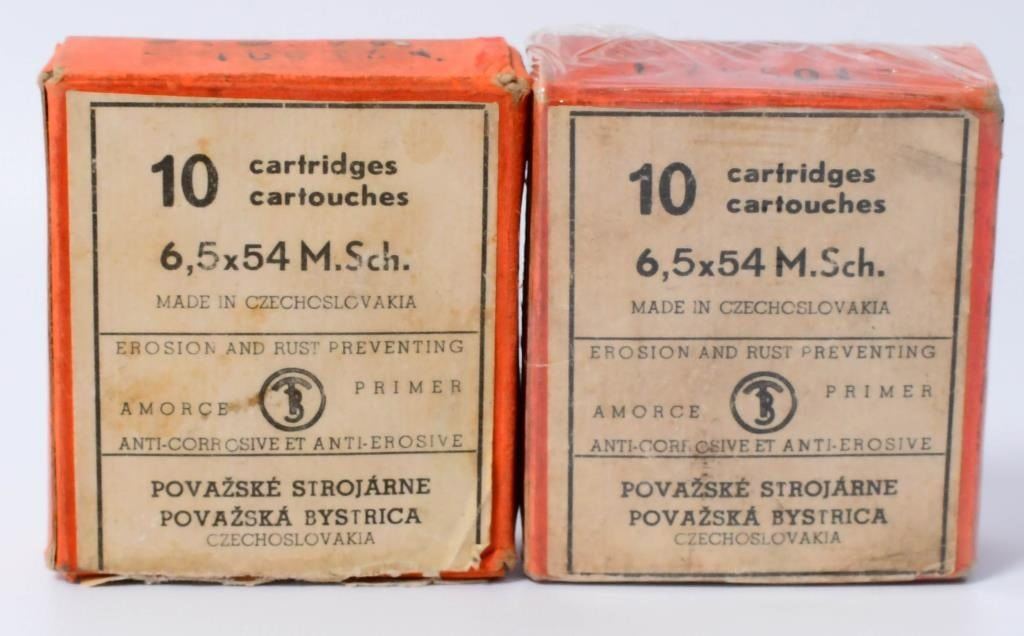 10 cartridges
cartouches
6,5x54 M.Sch.
MADE IN CZECHOSLOVAKIA
EROSION AND RUST PREVENTING
PRIMER
AMORCE
ANTI-CORROSIVE ET ANTI-EROSIVE
POVAŽSKÉ STROJÁRNE
POVAŽSKÁ BYSTRICA
CZECHOSLOVAKIA
10 cartridges
cartouches
6,5x54 M.Sch.
MADE IN CZECHOSLOVAKIA
EROSION AND RUST PREVENTING
PRIMER
AMORCE
ANTI-CORROSIVE ET ANTI-EROSIVE
POVAŽSKÉ STROJÁRNE
POVAŽSKÁ BYSTRICA
CZECHOSLOVAKIA